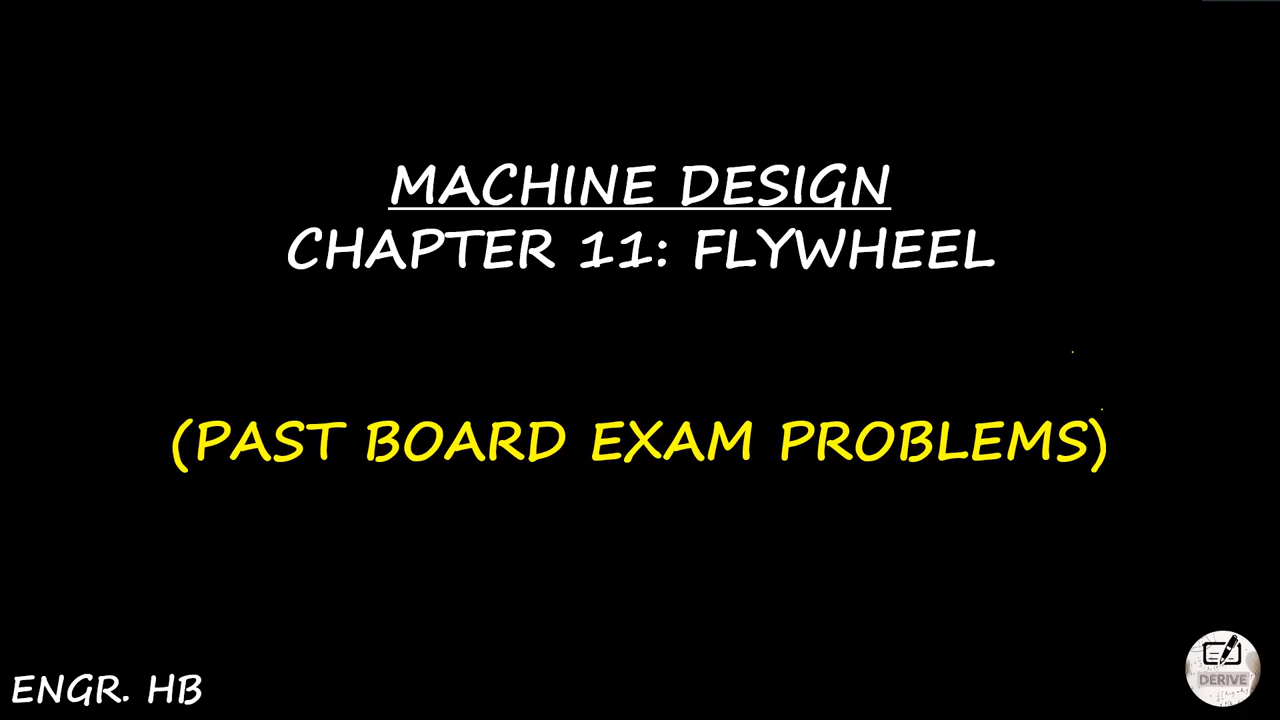 MACHINE DESIGN
CHAPTER 11: FLYWHEEL
(PAST BOARD EXAM PROBLEMS)
ENGR. HB
DERIVE